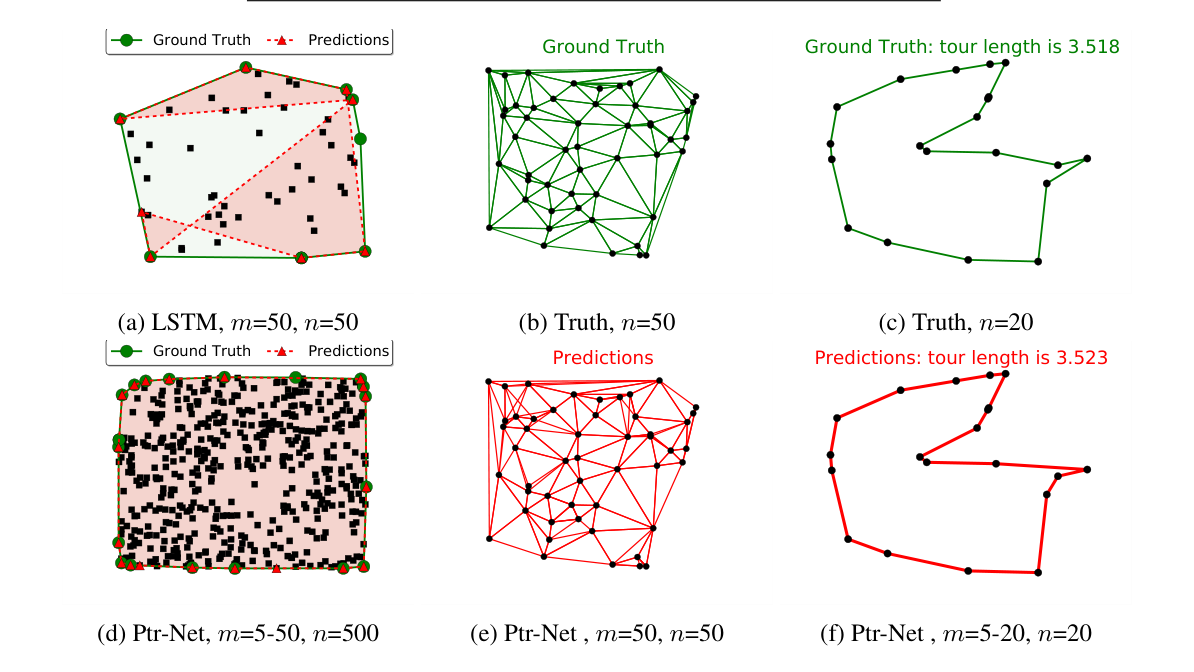 Ground Truth Predictions
Ground Truth
Ground Truth: tour length is 3.518
(a) LSTM, m=50, n=50
(b) Truth, n=50
(c) Truth, n=20
Ground Truth Predictions
Predictions
Predictions: tour length is 3.523
(d) Ptr-Net, m=5-50, n=500
(e) Ptr-Net , m=50, n=50
(f) Ptr-Net , m=5-20, n=20